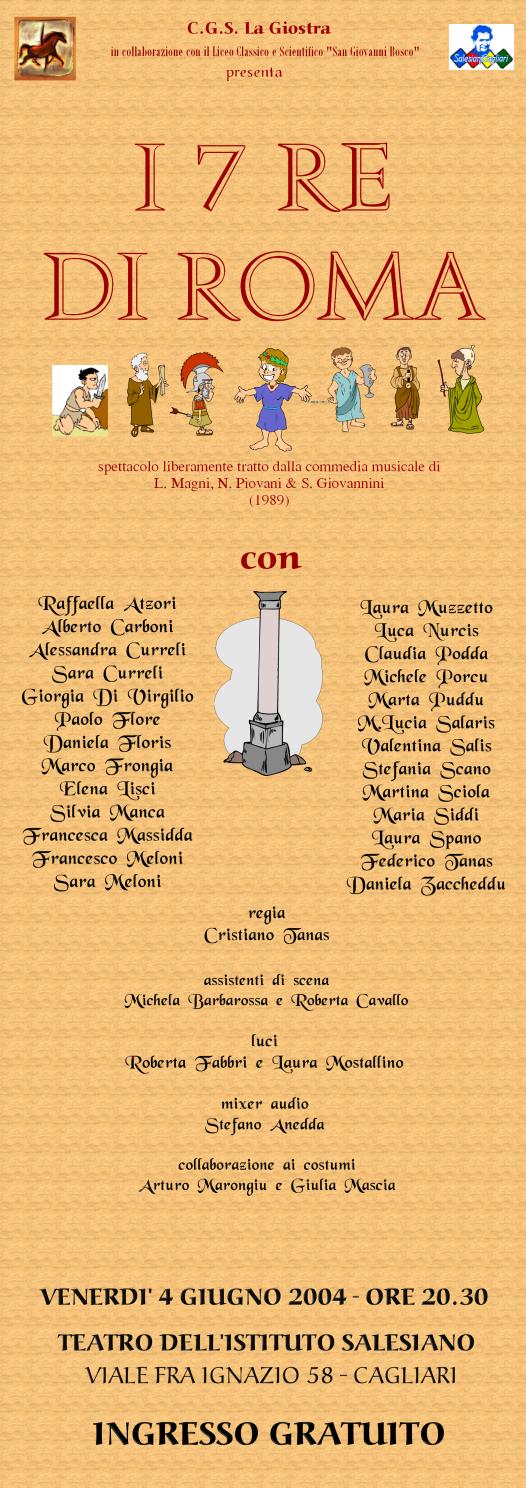 C.G.S. La Giostra
in collaborazione con il Liceo Classico e Scientifico "San Giovanni Bosco"
presenta
Salesiani Cagliari
I 7 RE
DI ROMA
spettacolo liberamente tratto dalla commedia musicale di
L. Magni, N. Piovani & S. Giovannini
(1989)
con
Raffaella Atzori
Alberto Carboni
Alessandra Curreli
Sara Curreli
Giorgia Di Virgilio
Paolo Flore
Daniela Floris
Marco Frongia
Elena Lisci
Silvia Manca
Francesca Massidda
Francesco Meloni
Sara Meloni
Laura Muzzetto
Luca Nurcis
Claudia Podda
Michele Porcu
Marta Puddu
M.Lucia Salaris
Valentina Salis
Stefania Scano
Martina Sciola
Maria Siddi
Laura Spano
Federico Tanas
Daniela Zaccheddu
regia
Cristiano Tanas
assistenti di scena
Michela Barbarossa e Roberta Cavallo
luci
Roberta Fabbri e Laura Mostallino
mixer audio
Stefano Anedda
collaborazione ai costumi
Arturo Marongiu e Giulia Mascia
VENERDI' 4 GIUGNO 2004 - ORE 20.30
TEATRO DELL'ISTITUTO SALESIANO
VIALE FRA IGNAZIO 58 - CAGLIARI
INGRESSO GRATUITO